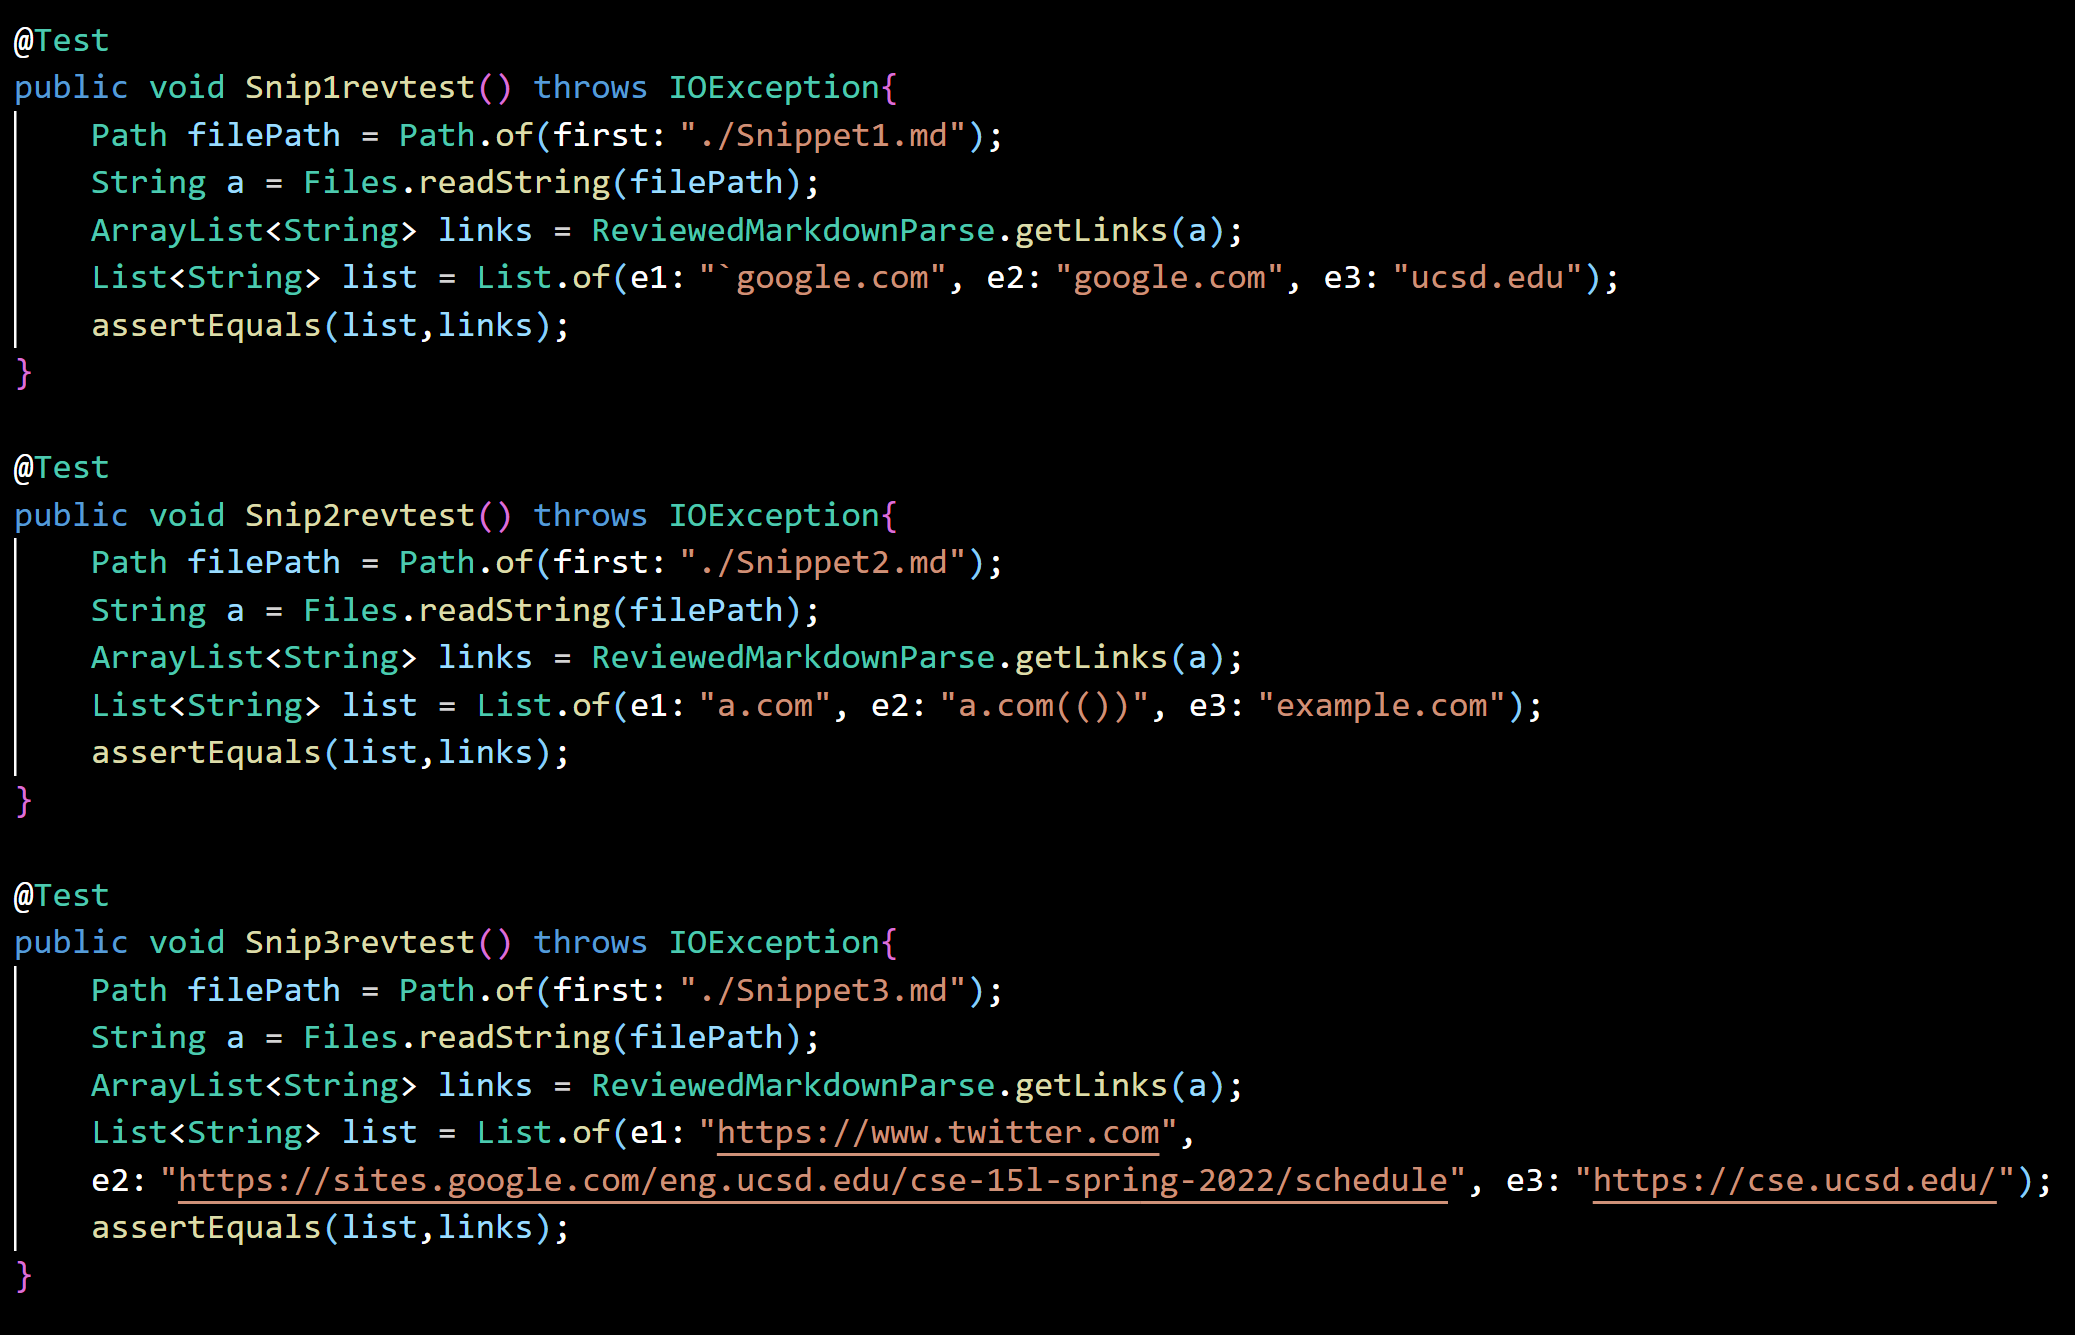 @Test
public void Snip1revtest() throws IOException{
    Path filePath = Path.of(first: "./Snippet1.md");
    String a = Files.readString(filePath);
    ArrayList<String> links = ReviewedMarkdownParse.getLinks(a);
    List<String> list = List.of(e1: "`google.com", e2: "google.com", e3: "ucsd.edu");
    assertEquals(list,links);
}

@Test
public void Snip2revtest() throws IOException{
    Path filePath = Path.of(first: "./Snippet2.md");
    String a = Files.readString(filePath);
    ArrayList<String> links = ReviewedMarkdownParse.getLinks(a);
    List<String> list = List.of(e1: "a.com", e2: "a.com(())", e3: "example.com");
    assertEquals(list,links);
}

@Test
public void Snip3revtest() throws IOException{
    Path filePath = Path.of(first: "./Snippet3.md");
    String a = Files.readString(filePath);
    ArrayList<String> links = ReviewedMarkdownParse.getLinks(a);
    List<String> list = List.of(e1: "https://www.twitter.com",
    e2: "https://sites.google.com/eng.ucsd.edu/cse-15l-spring-2022/schedule", e3: "https://cse.ucsd.edu/");
    assertEquals(list,links);
}